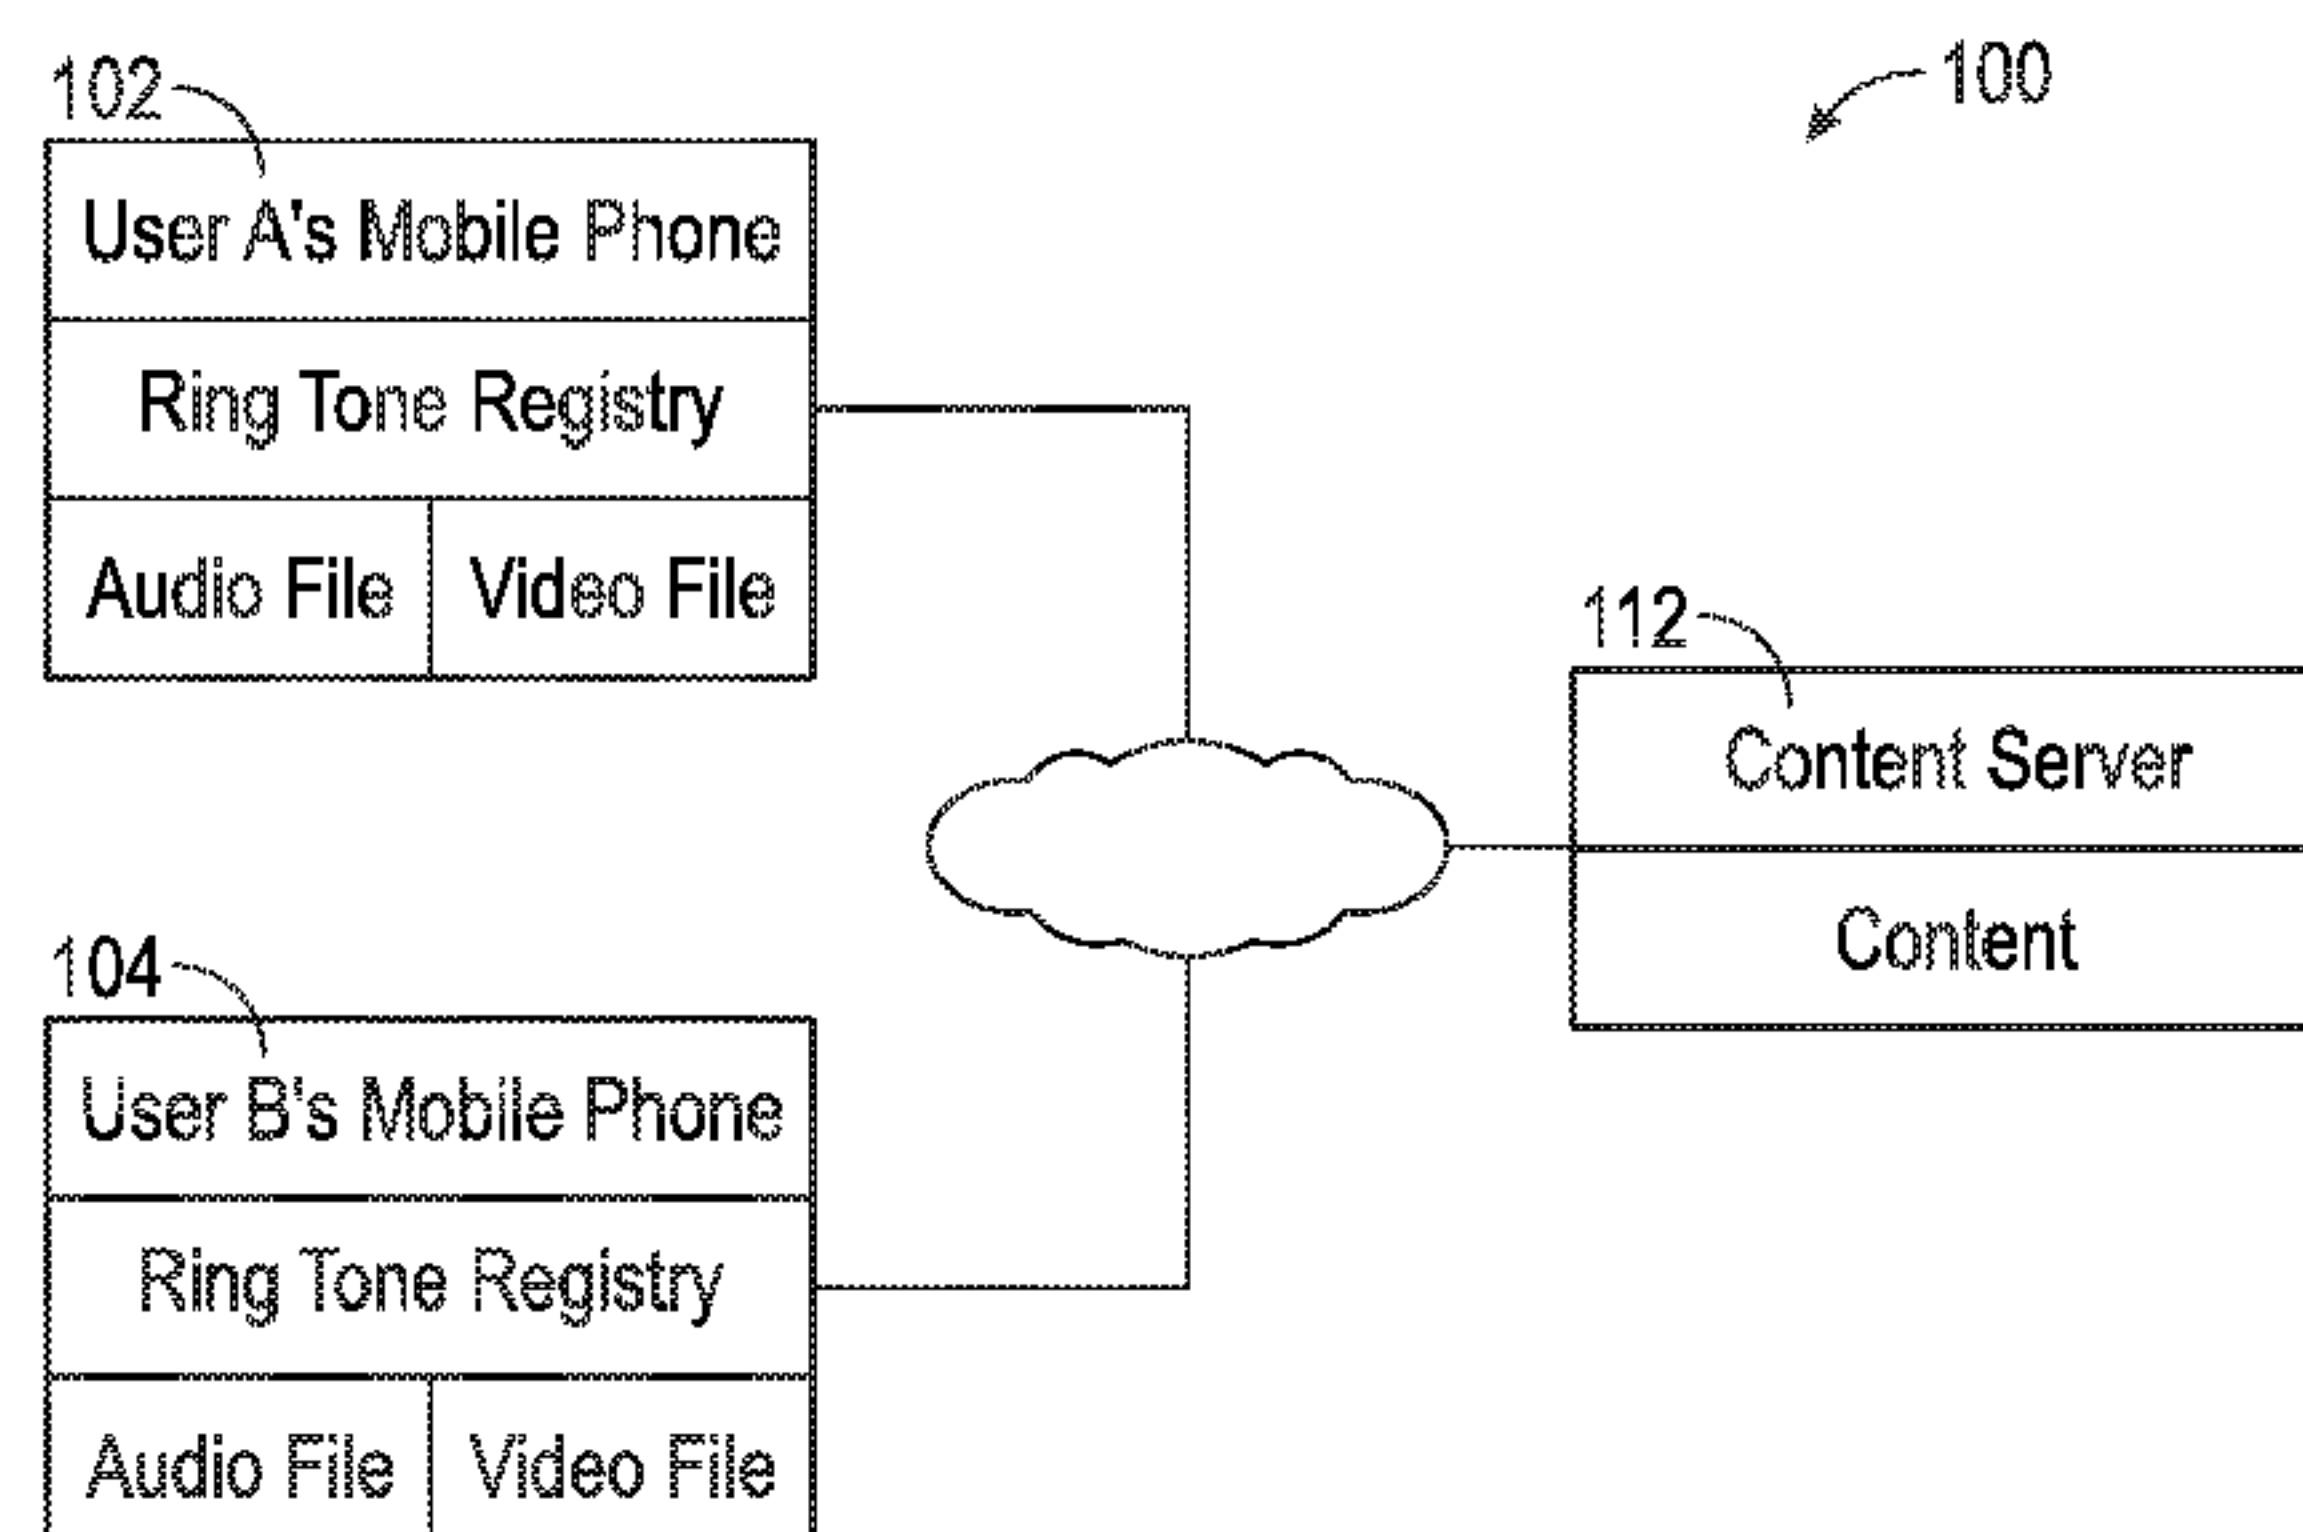 102
100
User A's Mobile Phone
Ring Tone Registry
Audio File
Video File
112
Content Server
Content
104
User B's Mobile Phone
Ring Tone Registry
Audio File
Video File